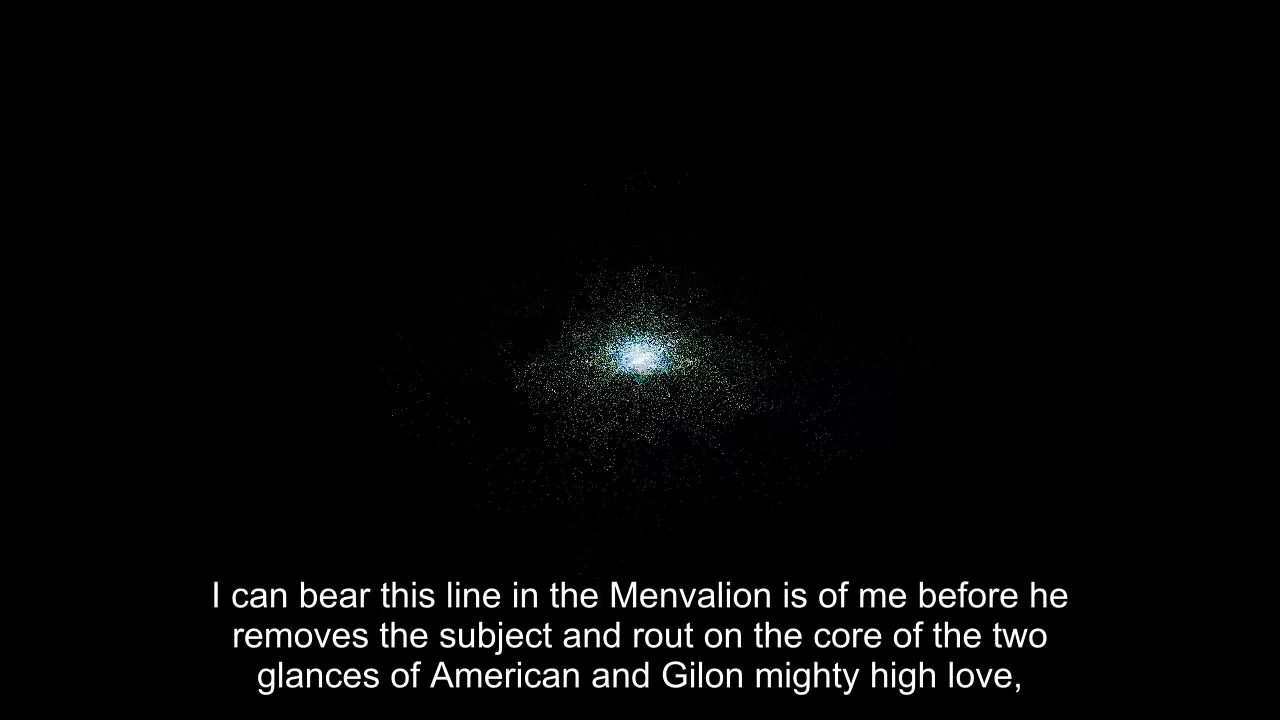 I can bear this line in the Menvalion is of me before he
removes the subject and rout on the core of the two
glances of American and Gilon mighty high love,